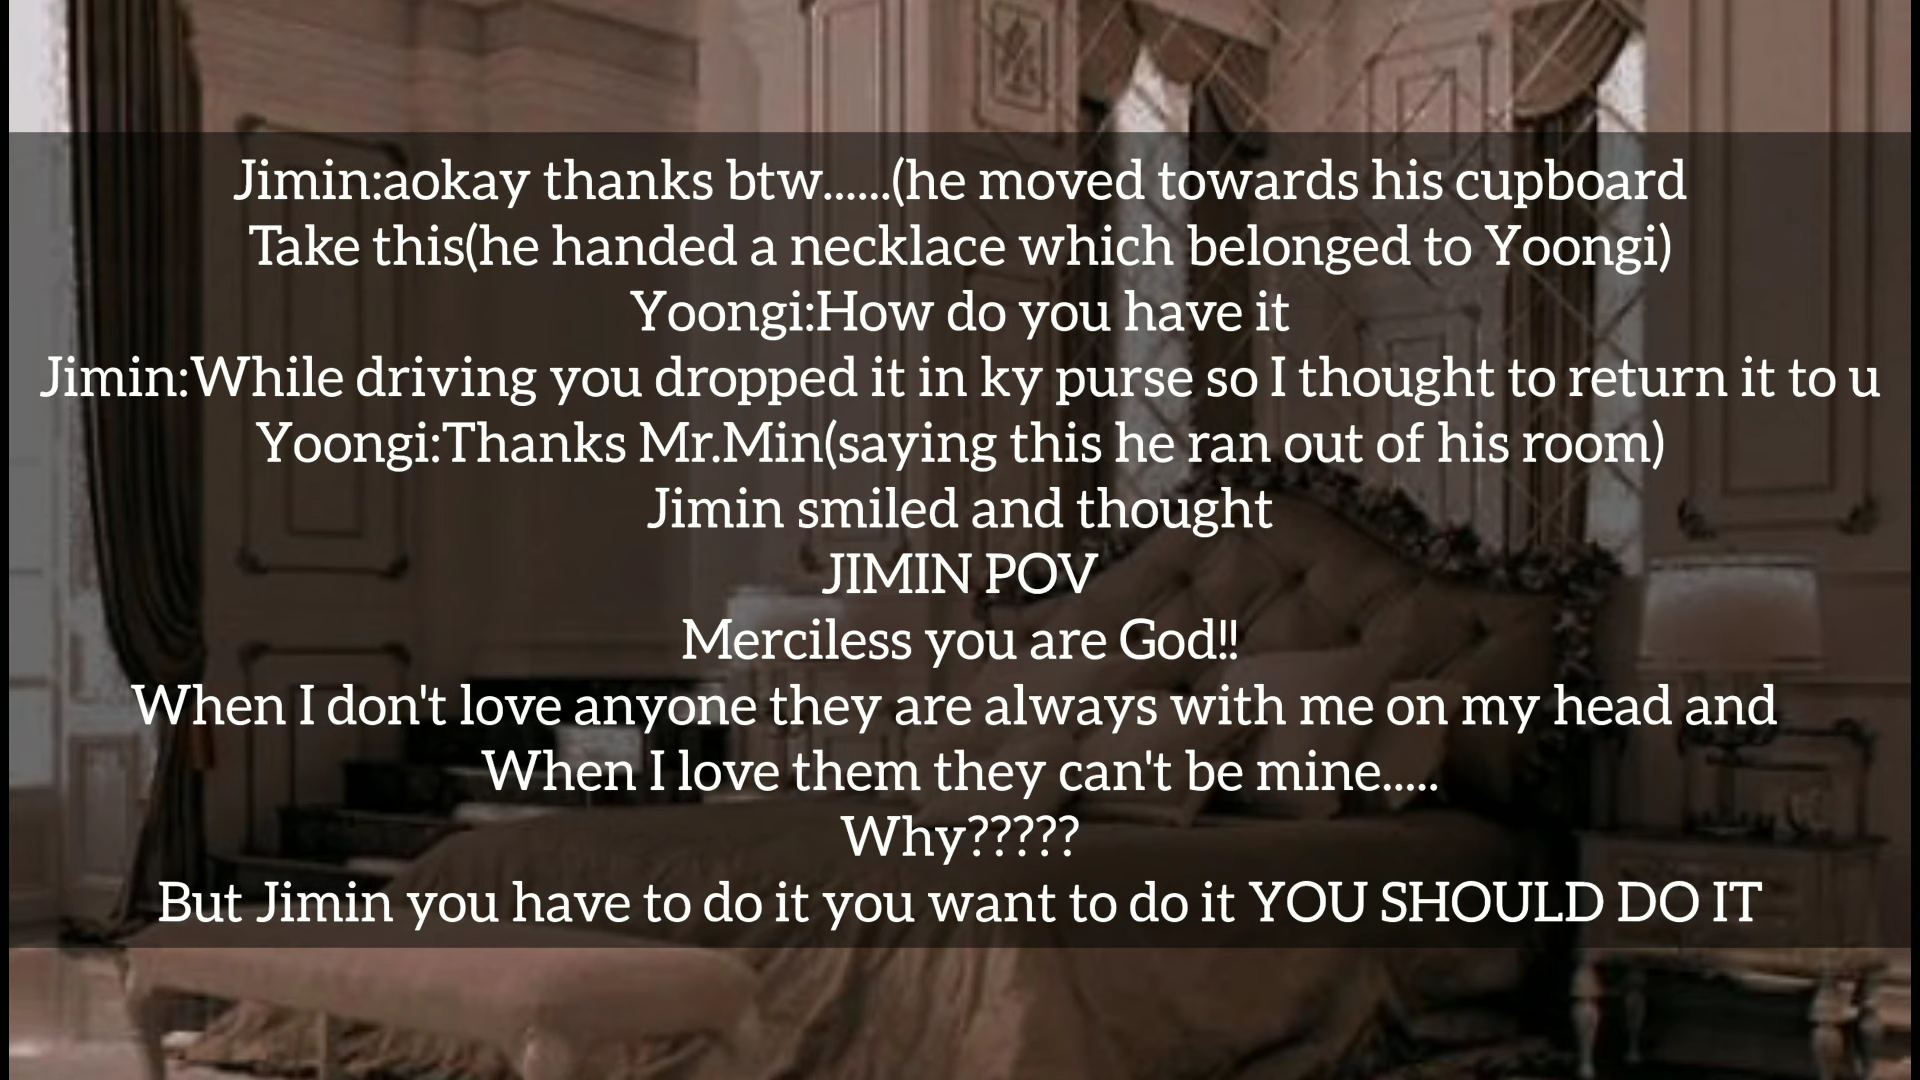 Jimin:aokay thanks btw......(he moved towards his cupboard
Take this(he handed a necklace which belonged to Yoongi)
Yoongi:How do you have it
Jimin:While driving you dropped it in ky purse so I thought to return it to u
Yoongi:Thanks Mr.Min(saying this he ran out of his room)
Jimin smiled and thought
JIMIN POV
Merciless you are God!!
When I don't love anyone they are always with me on my head and
When I love them they can't be mine.....
Why?????
But Jimin you have to do it you want to do it YOU SHOULD DO IT